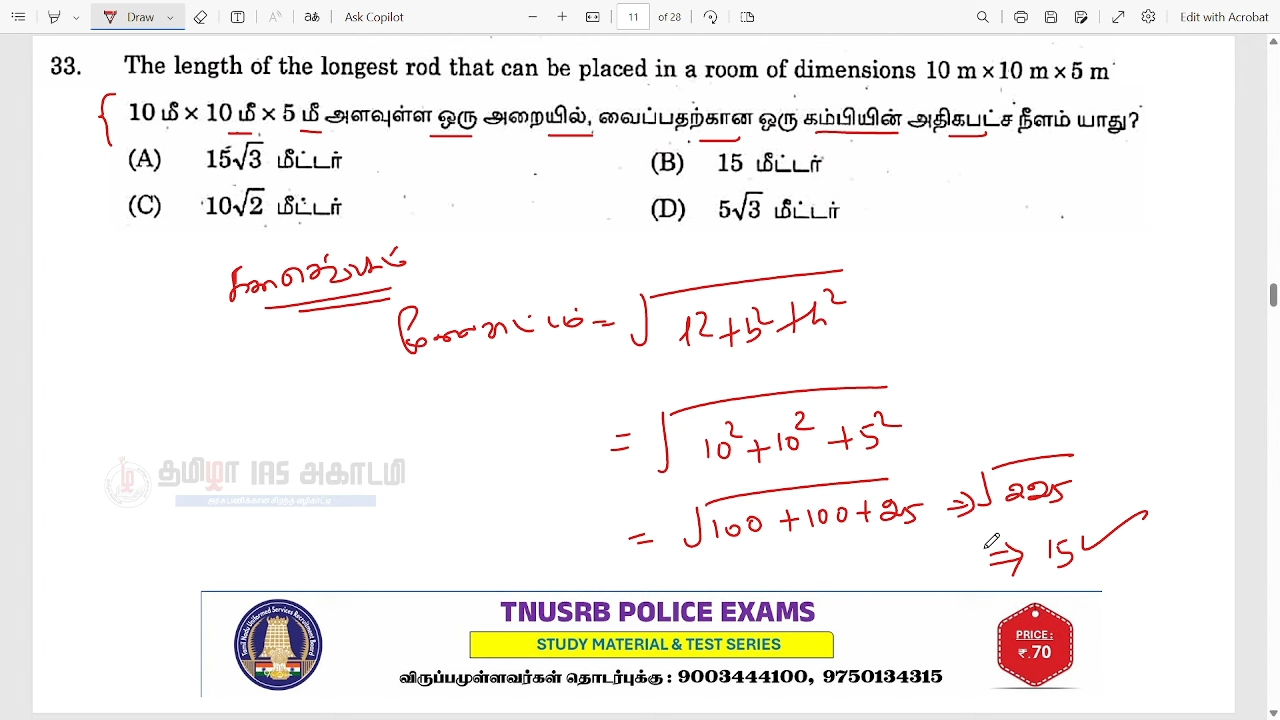 Draw
Ask Copilot
11 of 28
Edit with Acrobat
33. The length of the longest rod that can be placed in a room of dimensions 10 m × 10 m × 5 m
10 மீ × 10 மீ × 5 மீ அளவுள்ள ஒரு அறையில், வைப்பதற்கான ஒரு கம்பியின் அதிகபட்ச நீளம் யாது?
(A) 15√3 மீட்டர் (B) 15 மீட்டர்
(C) 10√2 மீட்டர் (D) 5√3 மீட்டர்
கனசெவ்வகம்
மூலைவிட்டம் = √l²+b²+h²
= √10²+10²+5²
= √100+100+25 ⇒ √225
⇒ 15 ✓
தமிழா IAS அகாடமி
TNUSRB POLICE EXAMS
STUDY MATERIAL & TEST SERIES
விருப்பமுள்ளவர்கள் தொடர்புக்கு : 9003444100, 9750134315
PRICE :
₹.70